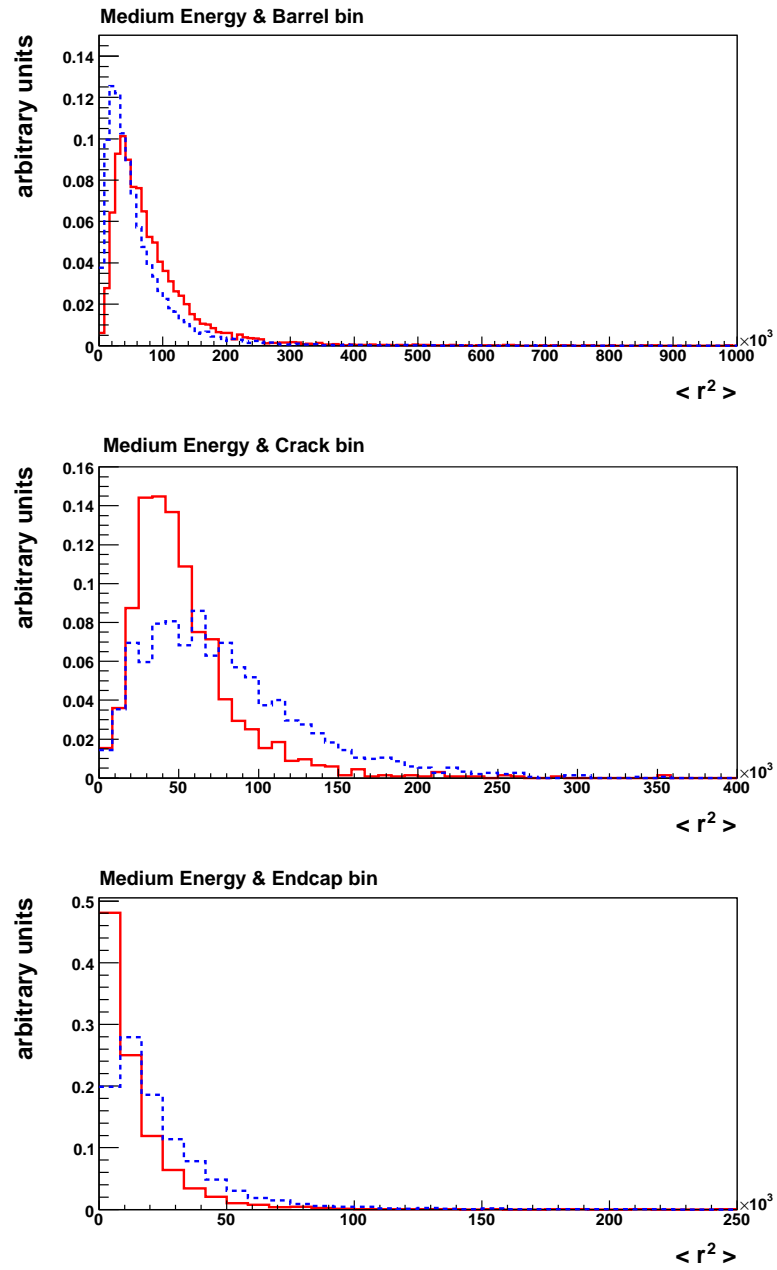 Medium Energy & Barrel bin
arbitrary units
0.14
0.12
0.1
0.08
0.06
0.04
0.02
0
0 100 200 300 400 500 600 700 800 900 1000
×10³
< r² >
Medium Energy & Crack bin
arbitrary units
0.16
0.14
0.12
0.1
0.08
0.06
0.04
0.02
0
0 50 100 150 200 250 300 350 400
×10³
< r² >
Medium Energy & Endcap bin
arbitrary units
0.5
0.4
0.3
0.2
0.1
0
0 50 100 150 200 250
×10³
< r² >